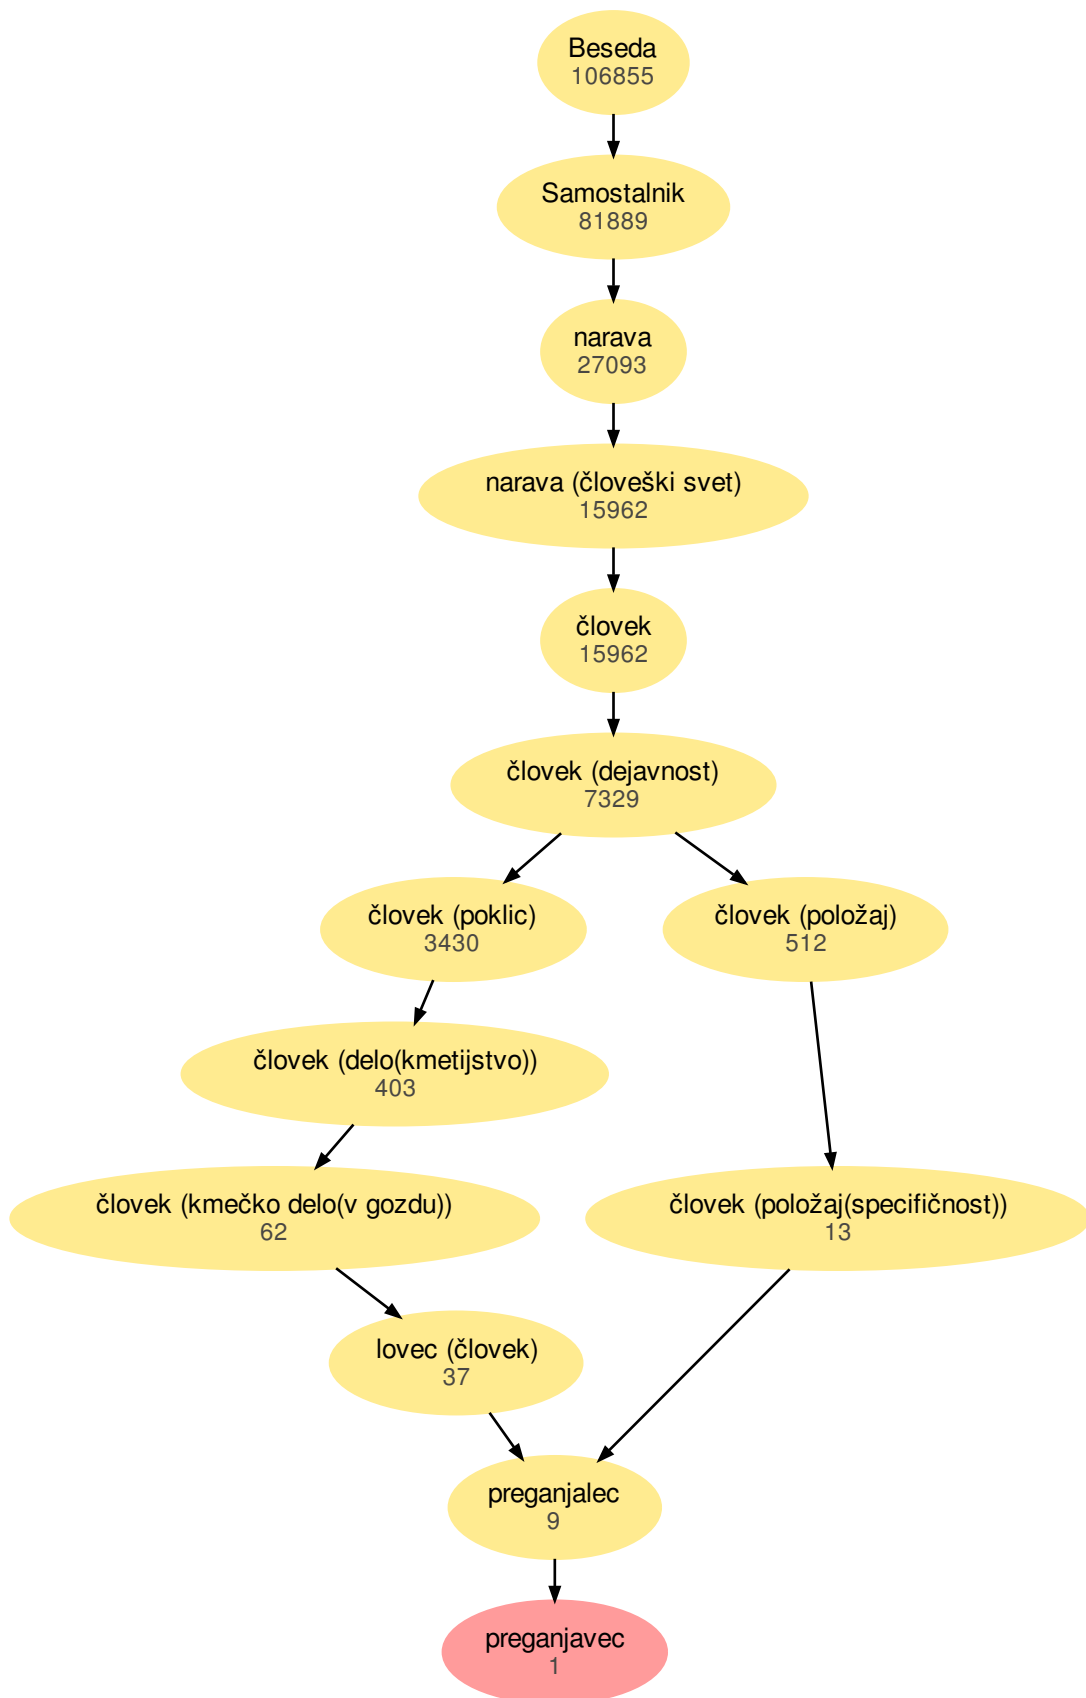 Beseda
106855
Samostalnik
81889
narava
27093
narava (človeški svet)
15962
človek
15962
človek (dejavnost)
7329
človek (poklic)
3430
človek (položaj)
512
človek (delo(kmetijstvo))
403
človek (kmečko delo(v gozdu))
62
človek (položaj(specifičnost))
13
lovec (človek)
37
preganjalec
9
preganjavec
1